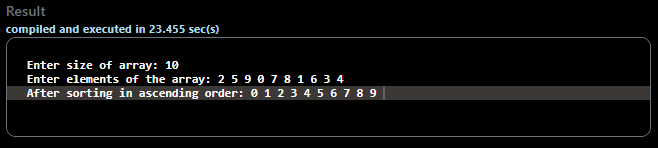 Result
compiled and executed in 23.455 sec(s)
Enter size of array: 10
Enter elements of the array: 2 5 9 0 7 8 1 6 3 4
After sorting in ascending order: 0 1 2 3 4 5 6 7 8 9